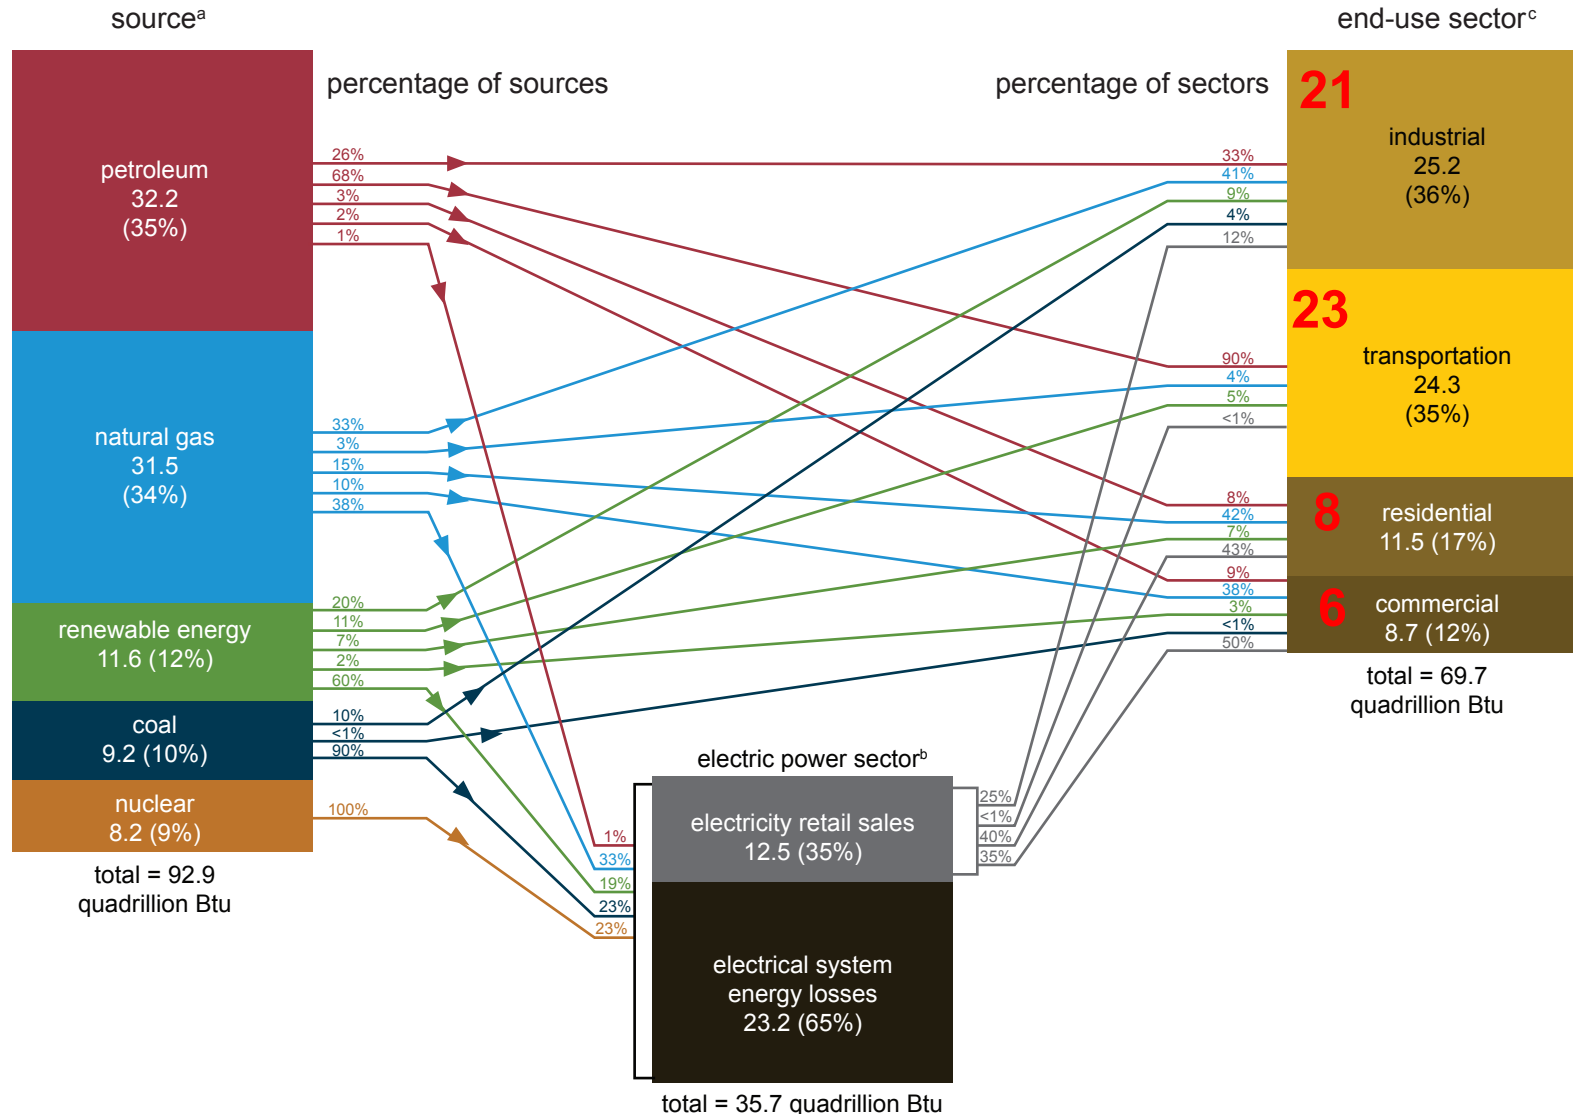 sourceᵃ
end-use sectorᶜ
percentage of sources
percentage of sectors
petroleum
32.2
(35%)
26%
68%
3%
2%
1%
natural gas
31.5
(34%)
33%
3%
15%
10%
38%
renewable energy
11.6 (12%)
20%
11%
7%
2%
60%
coal
9.2 (10%)
10%
<1%
90%
nuclear
8.2 (9%)
100%
total = 92.9
quadrillion Btu
electric power sectorᵇ
1%
33%
19%
23%
23%
electricity retail sales
12.5 (35%)
electrical system
energy losses
23.2 (65%)
total = 35.7 quadrillion Btu
25%
<1%
40%
35%
33%
41%
9%
4%
12%
21
industrial
25.2
(36%)
90%
4%
5%
<1%
23
transportation
24.3
(35%)
8%
42%
7%
43%
8
residential
11.5 (17%)
9%
38%
3%
<1%
50%
6
commercial
8.7 (12%)
total = 69.7
quadrillion Btu